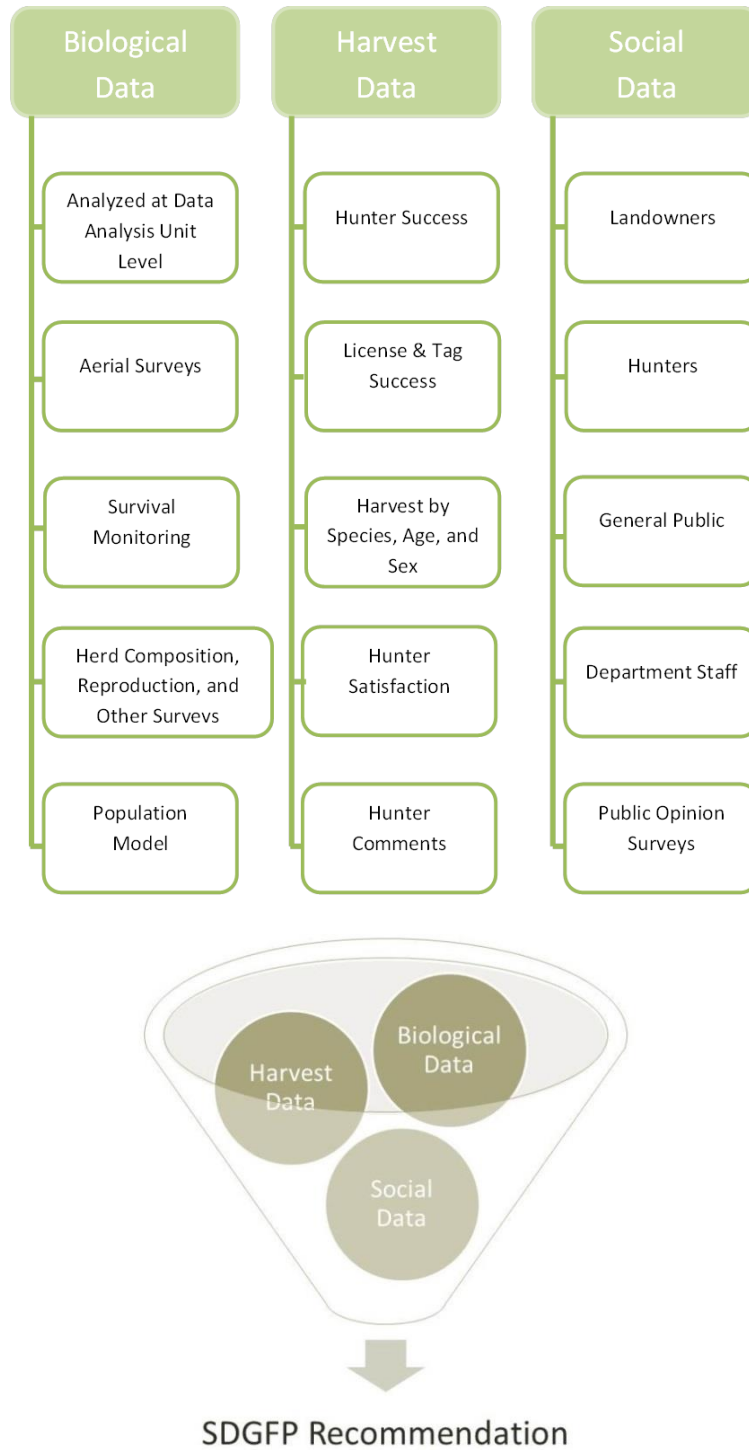 Biological
Data
Analyzed at Data
Analysis Unit
Level
Aerial Surveys
Survival
Monitoring
Herd Composition,
Reproduction, and
Other Surveys
Population
Model
Harvest
Data
Hunter Success
License & Tag
Success
Harvest by
Species, Age, and
Sex
Hunter
Satisfaction
Hunter
Comments
Social
Data
Landowners
Hunters
General Public
Department Staff
Public Opinion
Surveys
Biological
Data
Harvest
Data
Social
Data
SDGFP Recommendation